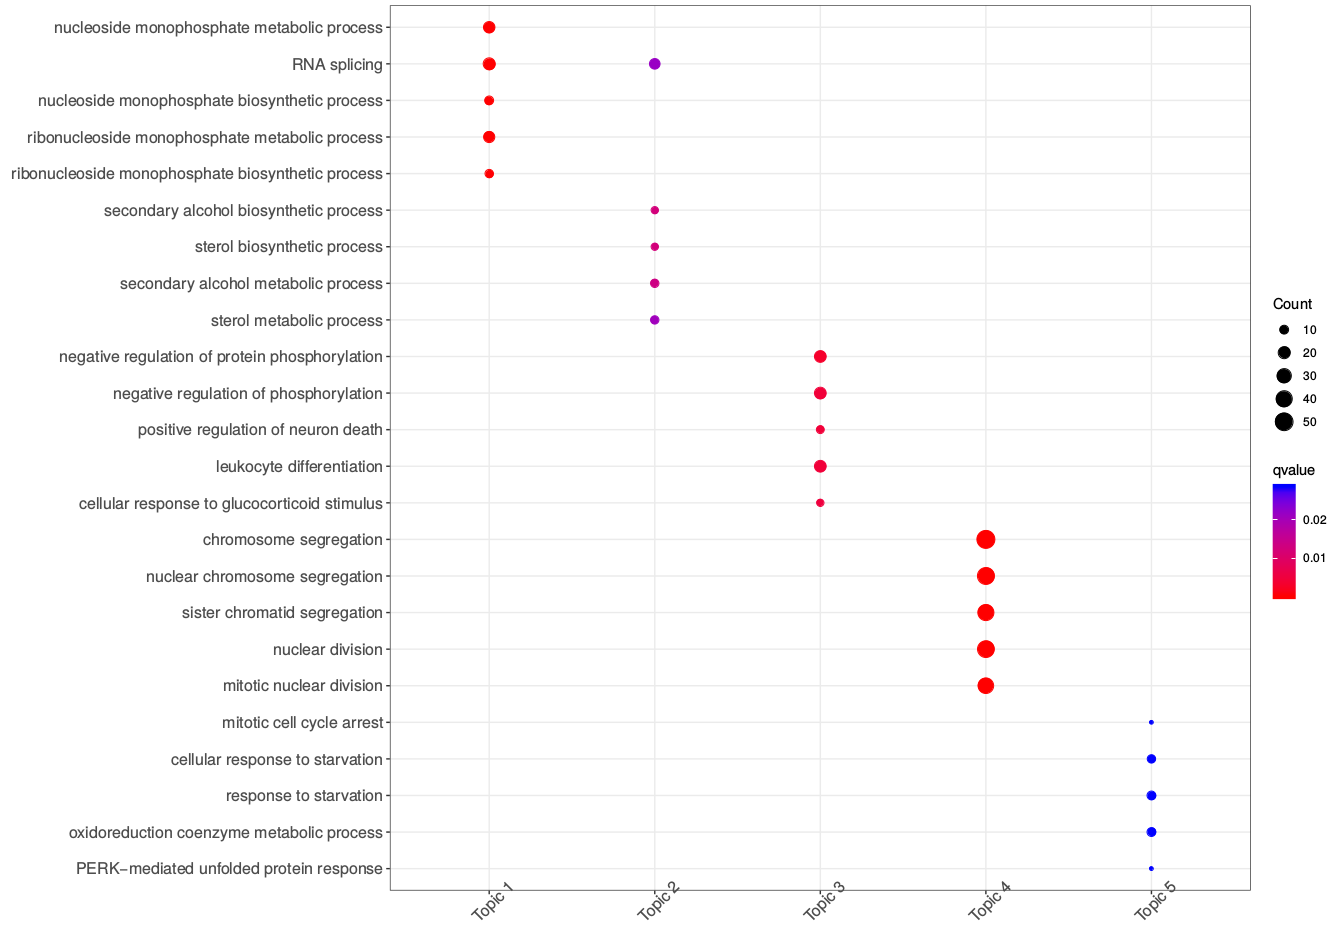 nucleoside monophosphate metabolic process
RNA splicing
nucleoside monophosphate biosynthetic process
ribonucleoside monophosphate metabolic process
ribonucleoside monophosphate biosynthetic process
secondary alcohol biosynthetic process
sterol biosynthetic process
secondary alcohol metabolic process
sterol metabolic process
negative regulation of protein phosphorylation
negative regulation of phosphorylation
positive regulation of neuron death
leukocyte differentiation
cellular response to glucocorticoid stimulus
chromosome segregation
nuclear chromosome segregation
sister chromatid segregation
nuclear division
mitotic nuclear division
mitotic cell cycle arrest
cellular response to starvation
response to starvation
oxidoreduction coenzyme metabolic process
PERK−mediated unfolded protein response
Topic 1
Topic 2
Topic 3
Topic 4
Topic 5
Count
10
20
30
40
50
qvalue
0.02
0.01